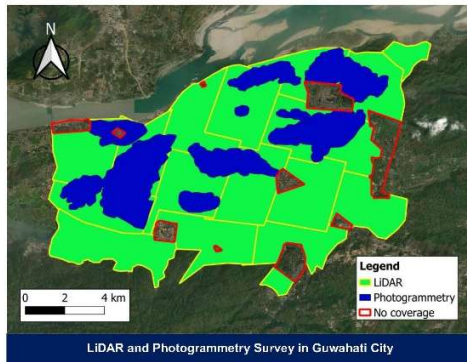 N
Legend
LiDAR
Photogrammetry
No coverage
0 2 4 km
LiDAR and Photogrammetry Survey in Guwahati City